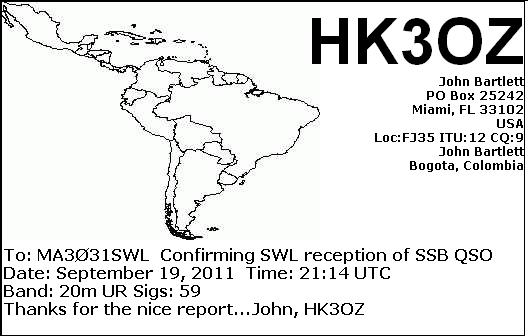 HK3OZ
John Bartlett
PO Box 25242
Miami, FL 33102
USA
Loc:FJ35 ITU:12 CQ:9
John Bartlett
Bogota, Colombia
To: MA3Ø31SWL Confirming SWL reception of SSB QSO
Date: September 19, 2011 Time: 21:14 UTC
Band: 20m UR Sigs: 59
Thanks for the nice report...John, HK3OZ